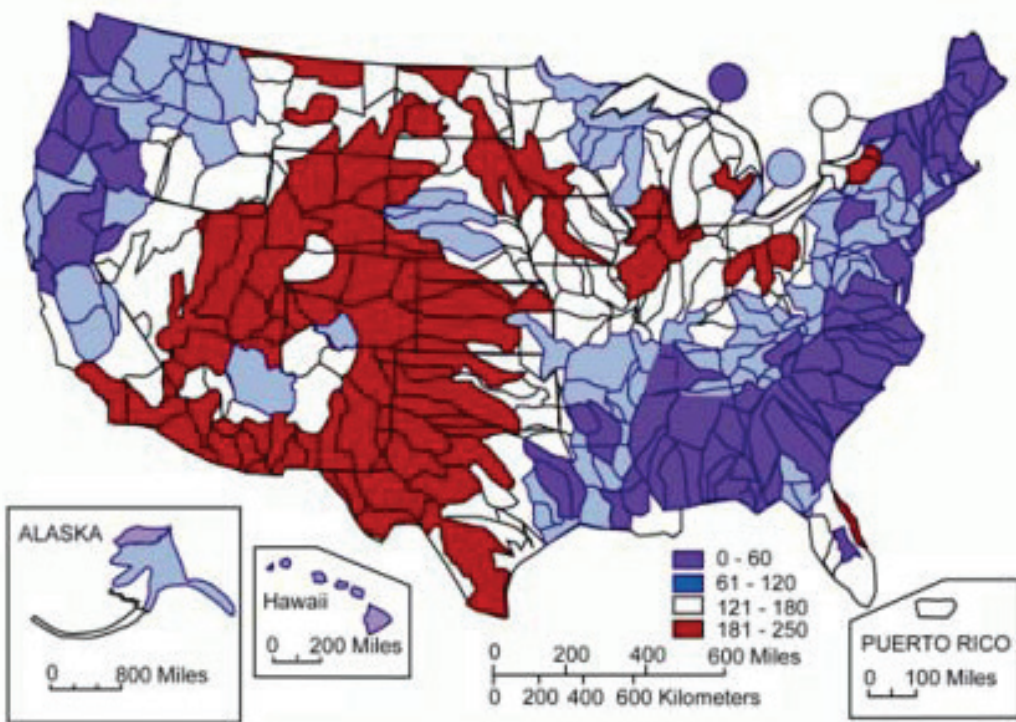 ALASKA
0 800 Miles
Hawaii
0 200 Miles
0 - 60
61 - 120
121 - 180
181 - 250
0 200 400 600 Miles
0 200 400 600 Kilometers
PUERTO RICO
0 100 Miles